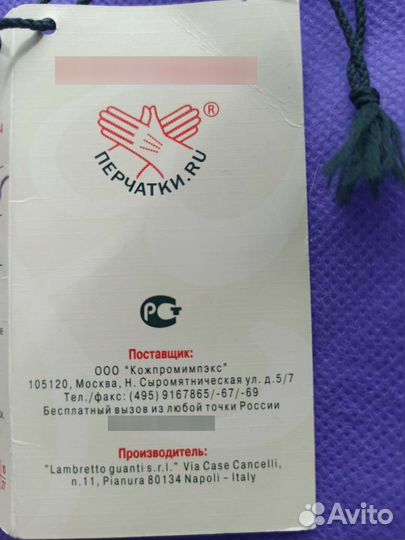 ®
ПЕРЧАТКИ.RU
РСТ
Поставщик:
ООО "Кожпромимпэкс"
105120, Москва, Н. Сыромятническая ул. д.5/7
Тел./факс: (495) 9167865/-67/-69
Бесплатный вызов из любой точки России
Производитель:
"Lambretto guanti s.r.l." Via Case Cancelli,
n.11, Pianura 80134 Napoli – Italy
Avito